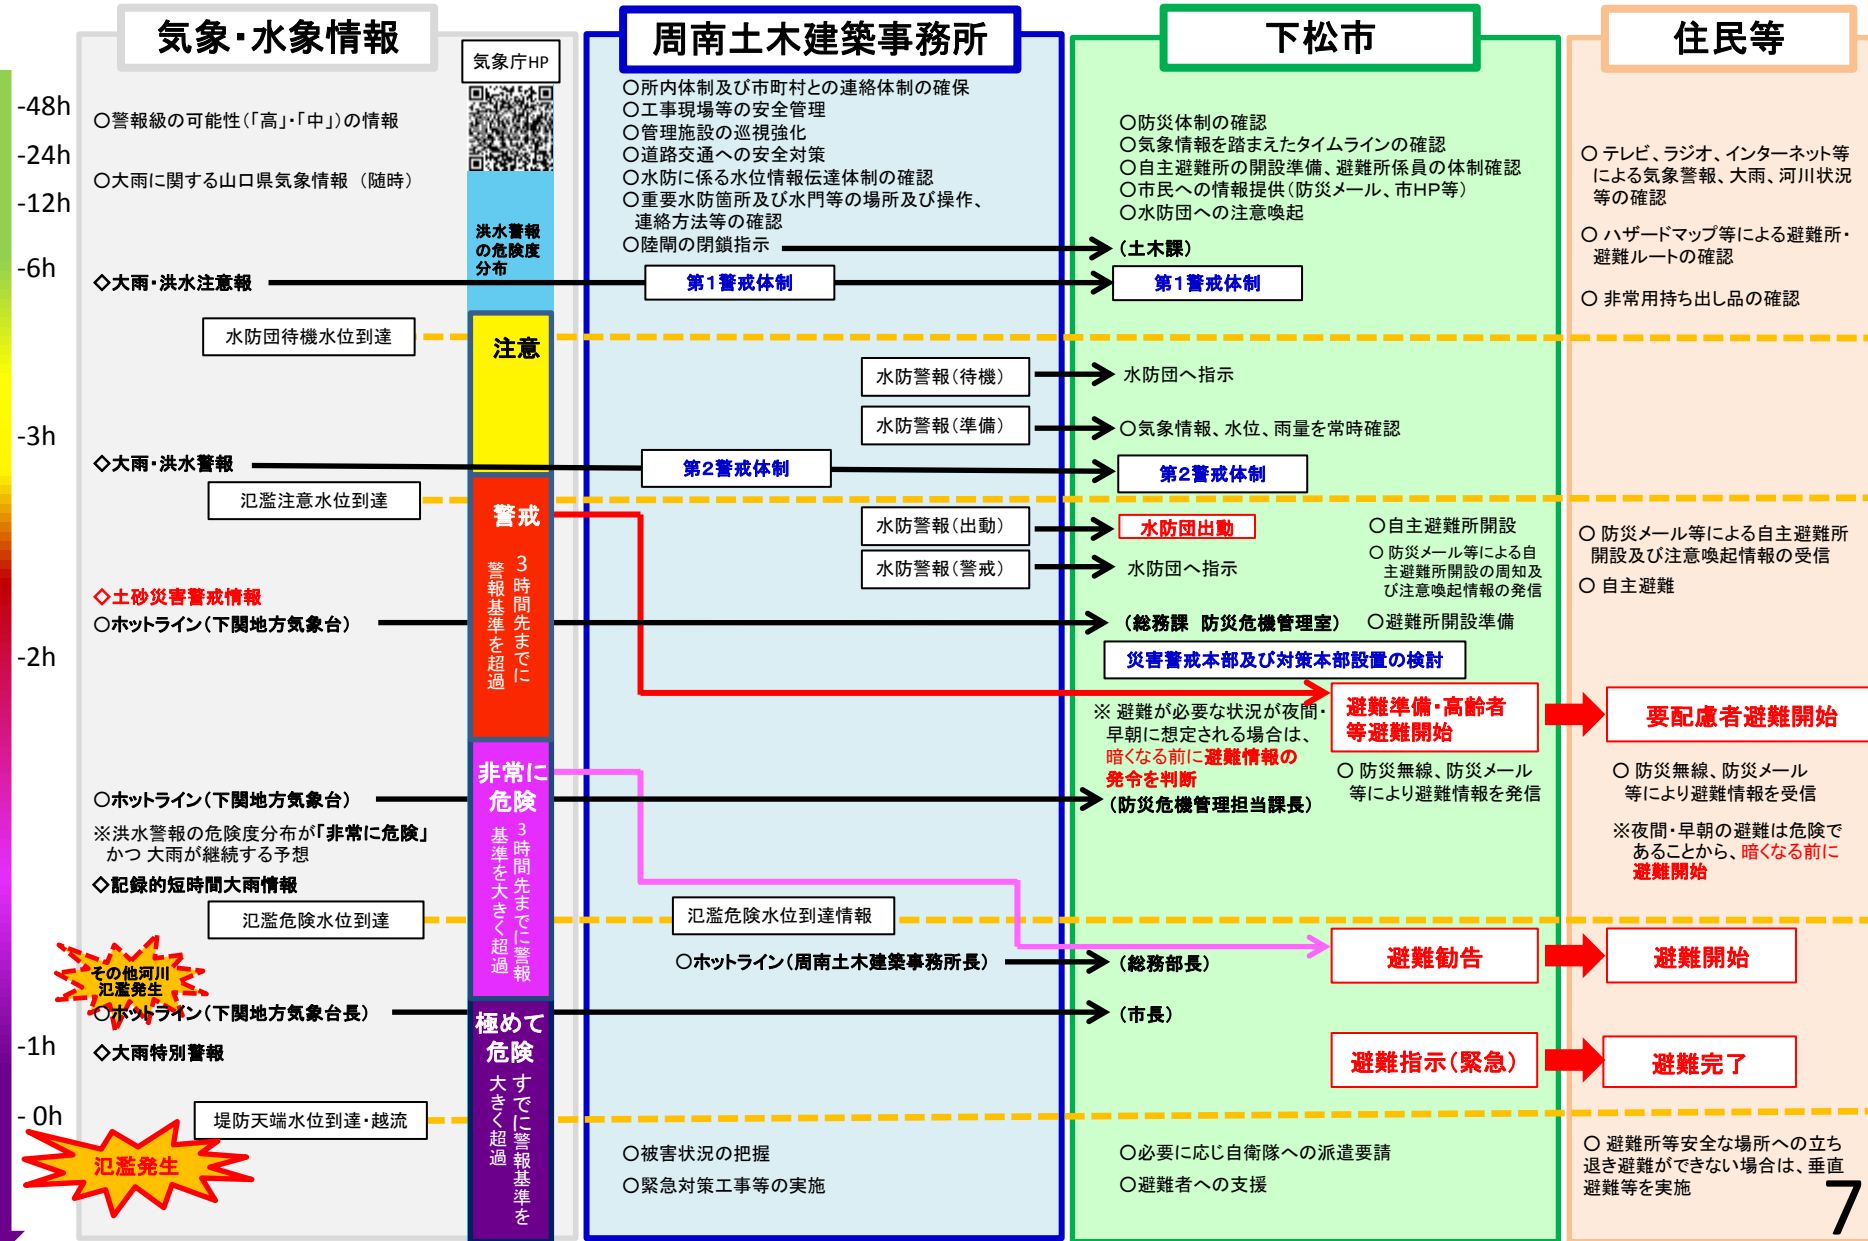 気象・水象情報
気象庁HP
-48h
-24h
-12h
-6h
-3h
-2h
-1h
- 0h
○警報級の可能性(「高」・「中」)の情報
○大雨に関する山口県気象情報 (随時)
洪水警報
の危険度
分布
◇大雨・洪水注意報
水防団待機水位到達
注意
◇大雨・洪水警報
氾濫注意水位到達
警戒
3時間先までに
警報基準を超過
◇土砂災害警戒情報
○ホットライン(下関地方気象台)
非常に
危険
3時間先までに警報
基準を大きく超過
○ホットライン(下関地方気象台)
※洪水警報の危険度分布が「非常に危険」
かつ 大雨が継続する予想
◇記録的短時間大雨情報
氾濫危険水位到達
その他河川
氾濫発生
○ホットライン(下関地方気象台長)
極めて
危険
すでに警報基準を
大きく超過
◇大雨特別警報
堤防天端水位到達・越流
氾濫発生
周南土木建築事務所
○所内体制及び市町村との連絡体制の確保
○工事現場等の安全管理
○管理施設の巡視強化
○道路交通への安全対策
○水防に係る水位情報伝達体制の確認
○重要水防箇所及び水門等の場所及び操作、
連絡方法等の確認
○陸閘の閉鎖指示
第1警戒体制
水防警報(待機)
水防警報(準備)
第2警戒体制
水防警報(出動)
水防警報(警戒)
氾濫危険水位到達情報
○ホットライン(周南土木建築事務所長)
○被害状況の把握
○緊急対策工事等の実施
下松市
○防災体制の確認
○気象情報を踏まえたタイムラインの確認
○自主避難所の開設準備、避難所係員の体制確認
○市民への情報提供(防災メール、市HP等)
○水防団への注意喚起
(土木課)
第1警戒体制
水防団へ指示
○気象情報、水位、雨量を常時確認
第2警戒体制
水防団出動
○自主避難所開設
○ 防災メール等による自
主避難所開設の周知及
び注意喚起情報の発信
水防団へ指示
(総務課 防災危機管理室)
○避難所開設準備
災害警戒本部及び対策本部設置の検討
※ 避難が必要な状況が夜間・
早朝に想定される場合は、
暗くなる前に避難情報の
発令を判断
避難準備・高齢者
等避難開始
○ 防災無線、防災メール
等により避難情報を発信
(防災危機管理担当課長)
避難勧告
(総務部長)
(市長)
避難指示(緊急)
○必要に応じ自衛隊への派遣要請
○避難者への支援
住民等
○ テレビ、ラジオ、インターネット等
による気象警報、大雨、河川状況
等の確認
○ ハザードマップ等による避難所・
避難ルートの確認
○ 非常用持ち出し品の確認
○ 防災メール等による自主避難所
開設及び注意喚起情報の受信
○ 自主避難
要配慮者避難開始
○ 防災無線、防災メール
等により避難情報を受信
※夜間・早朝の避難は危険で
あることから、暗くなる前に
避難開始
避難開始
避難完了
○ 避難所等安全な場所への立ち
退き避難ができない場合は、垂直
避難等を実施
7